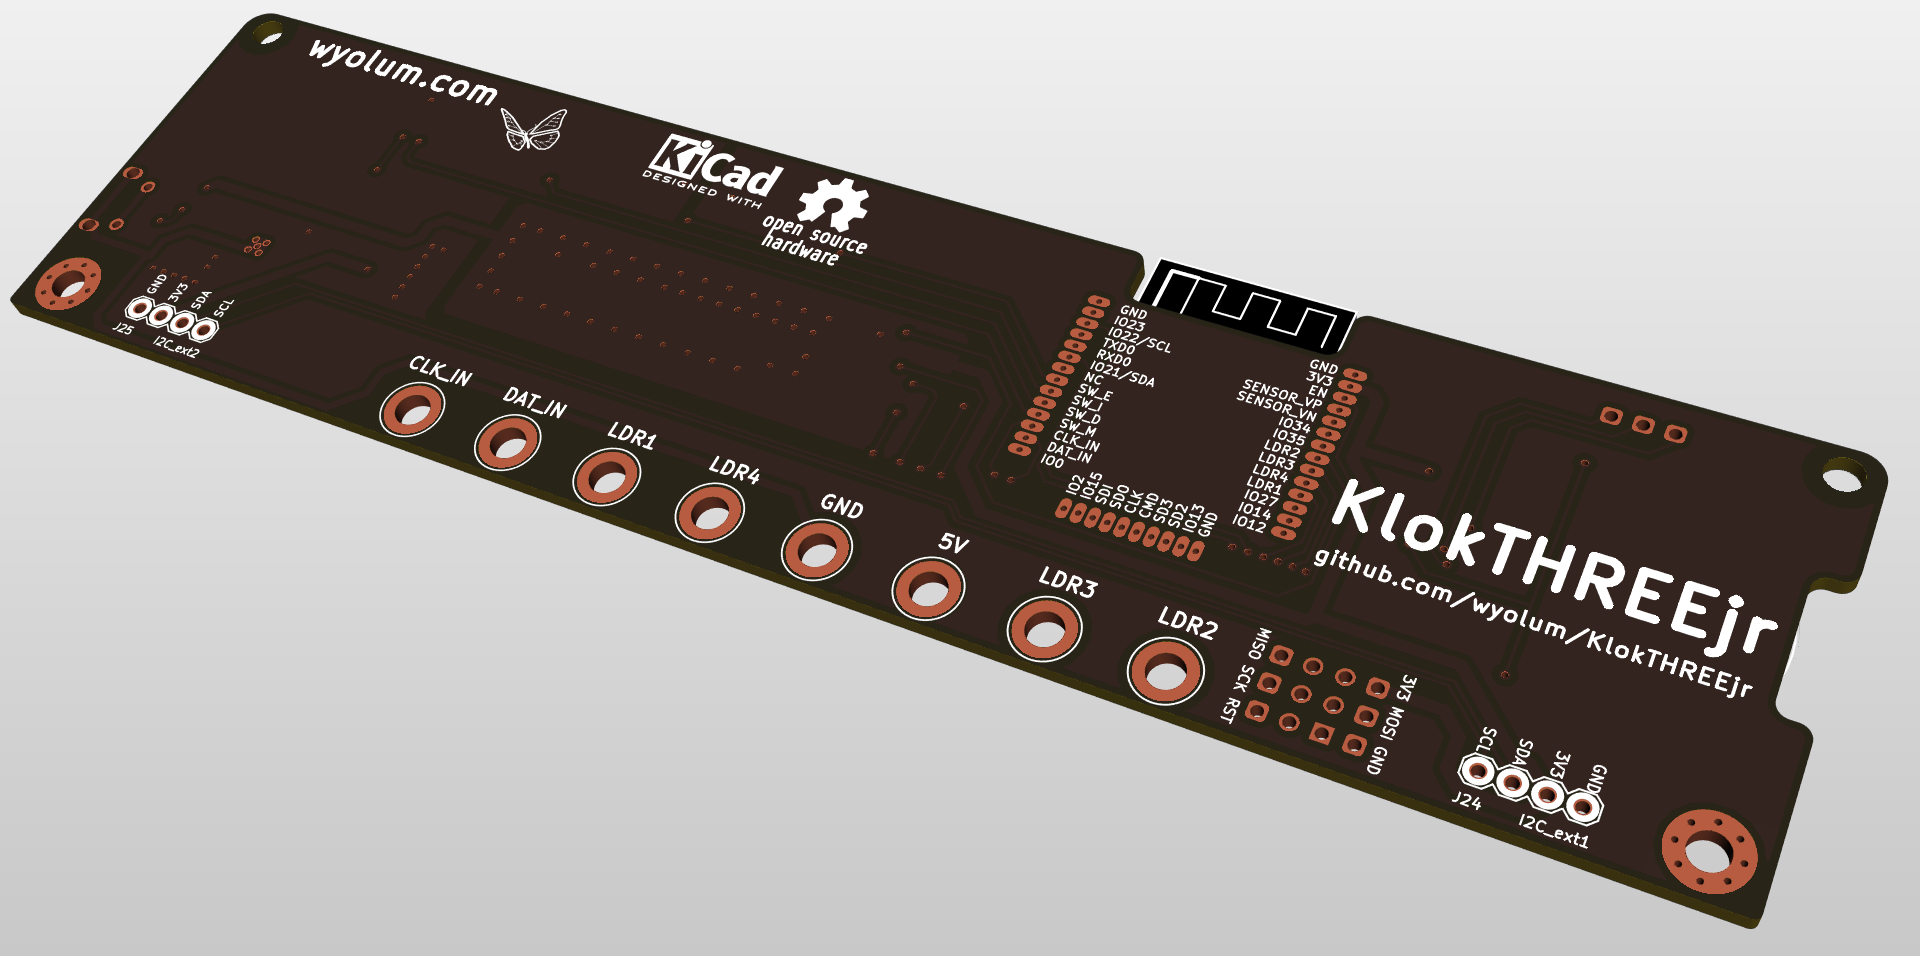 wyolum.com
KiCad
DESIGNED WITH
open source
hardware
GND
3V3
SDA
SCL
J25
I2C_ext2
CLK_IN
DAT_IN
LDR1
LDR4
GND
5V
LDR3
LDR2
GND
IO23
IO22/SCL
TXD0
RXD0
IO21/SDA
NC
SW_E
SW_I
SW_D
SW_M
CLK_IN
DAT_IN
IO0
IO2
IO15
SDI
SDO
CLK
CMD
SD3
SD2
IO13
GND
GND
3V3
EN
SENSOR_VP
SENSOR_VN
IO34
IO35
LDR2
LDR3
LDR4
LDR1
IO27
IO14
IO12
KlokTHREEjr
github.com/wyolum/KlokTHREEjr
MISO SCK RST
3V3 MOSI GND
SCL
SDA
3V3
GND
J24
I2C_ext1